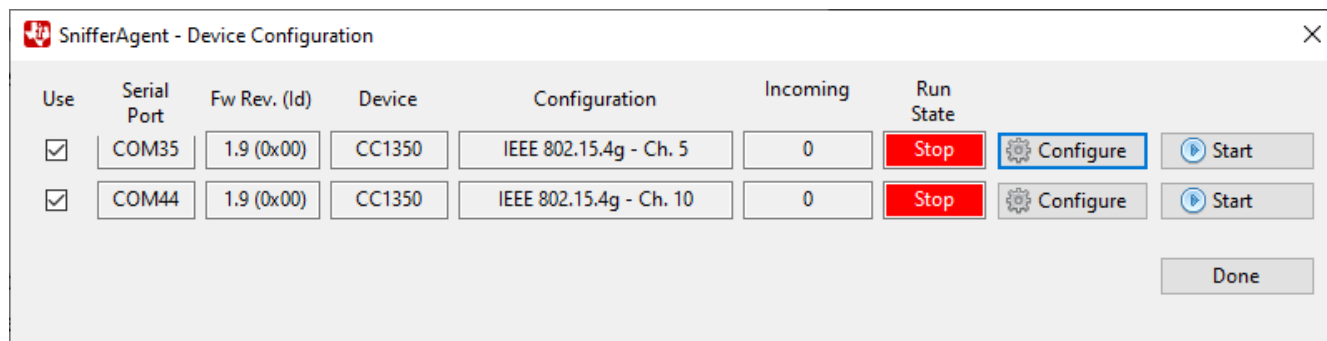 SnifferAgent - Device Configuration
Use Serial Port Fw Rev. (Id) Device Configuration Incoming Run State
COM35 1.9 (0x00) CC1350 IEEE 802.15.4g - Ch. 5 0 Stop Configure Start
COM44 1.9 (0x00) CC1350 IEEE 802.15.4g - Ch. 10 0 Stop Configure Start
Done